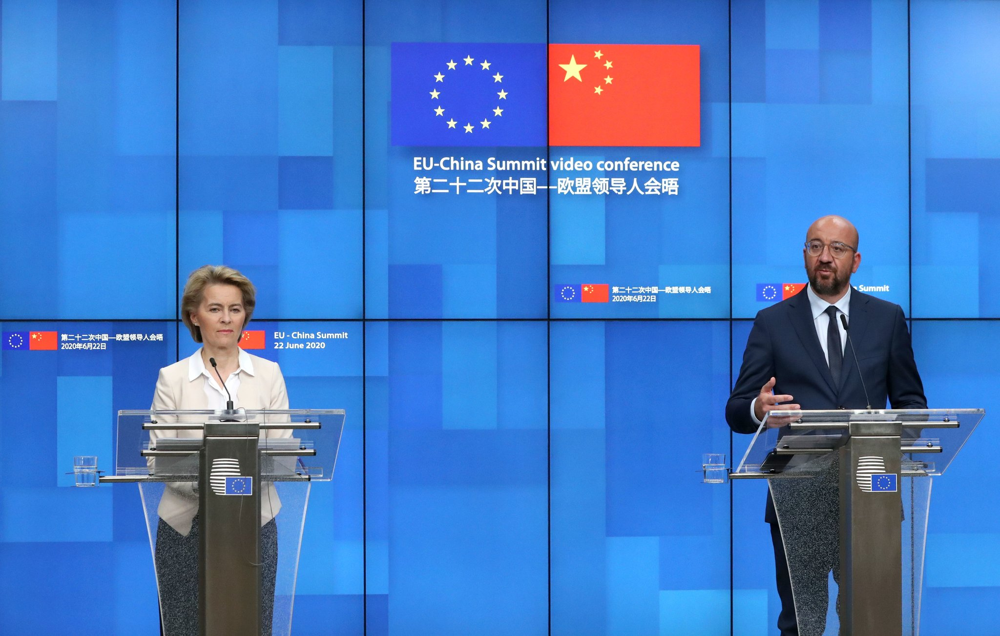 EU-China Summit video conference
第二十二次中国—欧盟领导人会晤
第二十二次中国—欧盟领导人会晤
2020年6月22日
Summit
第二十二次中国—欧盟领导人会晤
2020年6月22日
EU - China Summit
22 June 2020